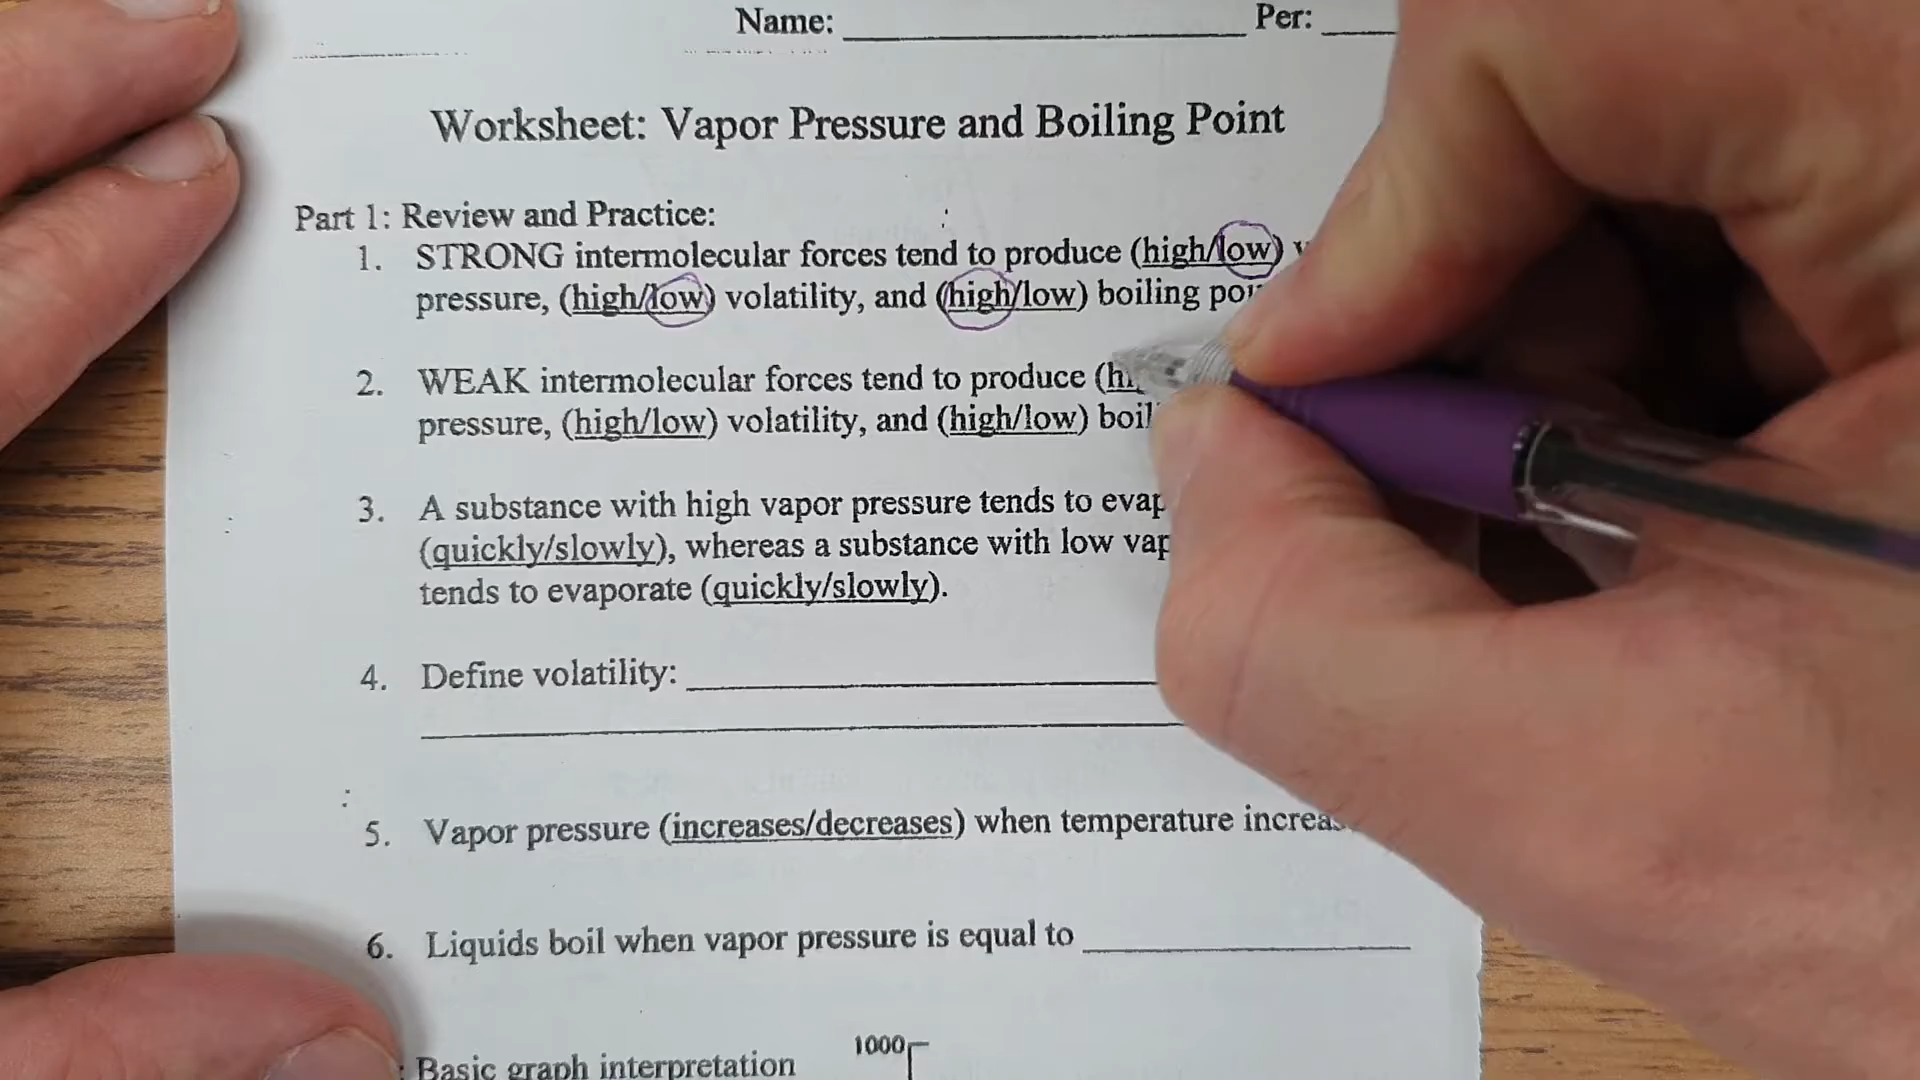 Name: Per:
Worksheet: Vapor Pressure and Boiling Point
Part 1: Review and Practice:
1. STRONG intermolecular forces tend to produce (high/low)
pressure, (high/low) volatility, and (high/low) boiling
2. WEAK intermolecular forces tend to produce
pressure, (high/low) volatility, and (high/low)
3. A substance with high vapor pressure tends to
(quickly/slowly), whereas a substance with low
tends to evaporate (quickly/slowly).
4. Define volatility:
5. Vapor pressure (increases/decreases) when temperature
6. Liquids boil when vapor pressure is equal to
: Basic graph interpretation
1000